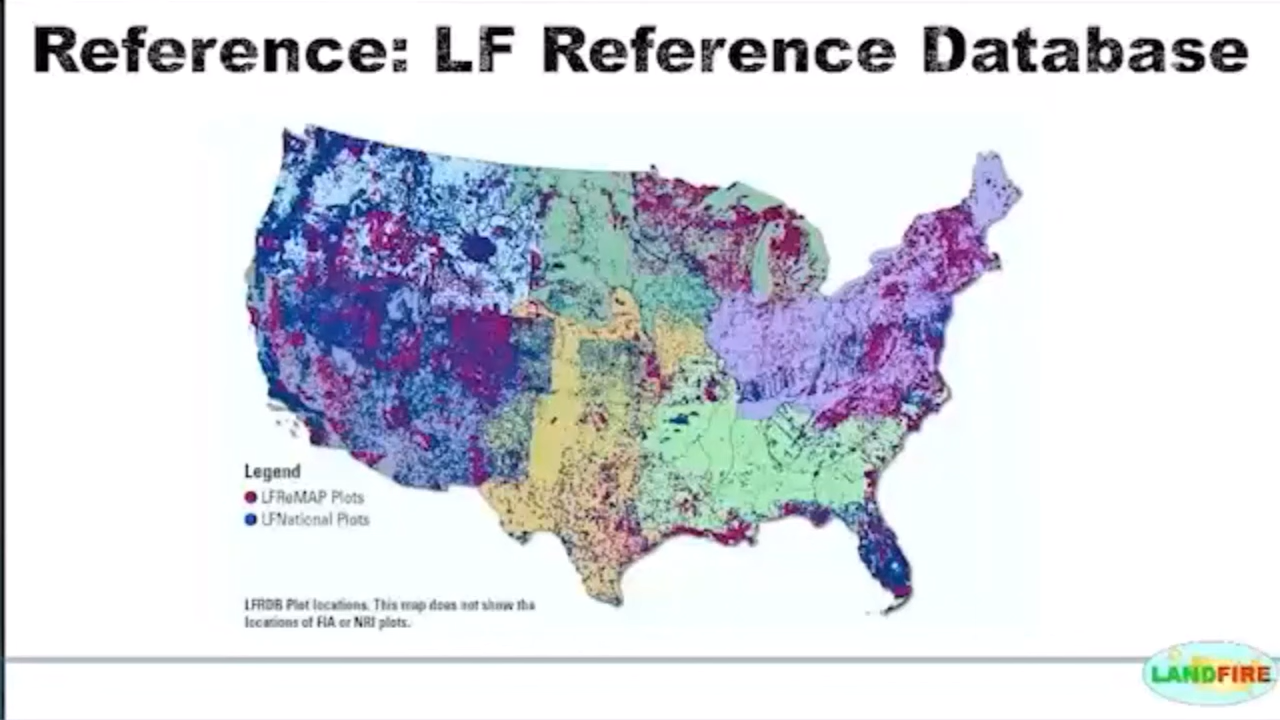 Reference: LF Reference Database
Legend
LFReMAP Plots
LFNational Plots
LFRDB Plot locations. This map does not show the
locations of FIA or NRI plots.
LANDFIRE